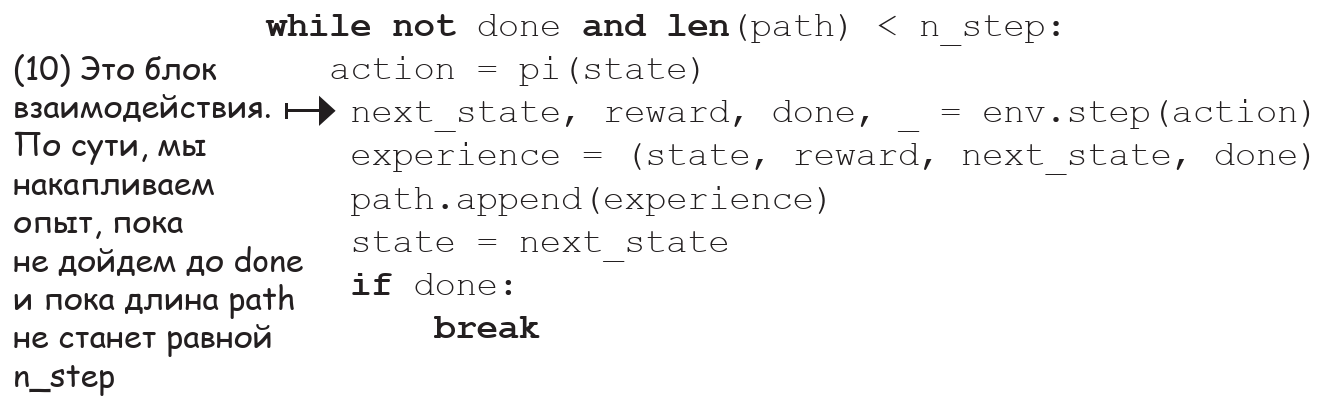 while not done and len(path) < n_step:
(10) Это блок
взаимодействия.
По сути, мы
накапливаем
опыт, пока
не дойдем до done
и пока длина path
не станет равной
n_step
action = pi(state)
next_state, reward, done, _ = env.step(action)
experience = (state, reward, next_state, done)
path.append(experience)
state = next_state
if done:
break